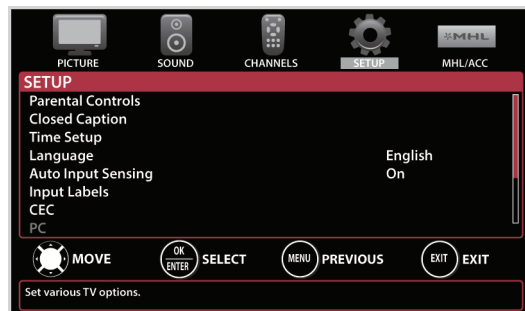 MHL
PICTURE SOUND CHANNELS SETUP MHL/ACC
SETUP
Parental Controls
Closed Caption
Time Setup
Language English
Auto Input Sensing On
Input Labels
CEC
PC
MOVE OK ENTER SELECT MENU PREVIOUS EXIT EXIT
Set various TV options.